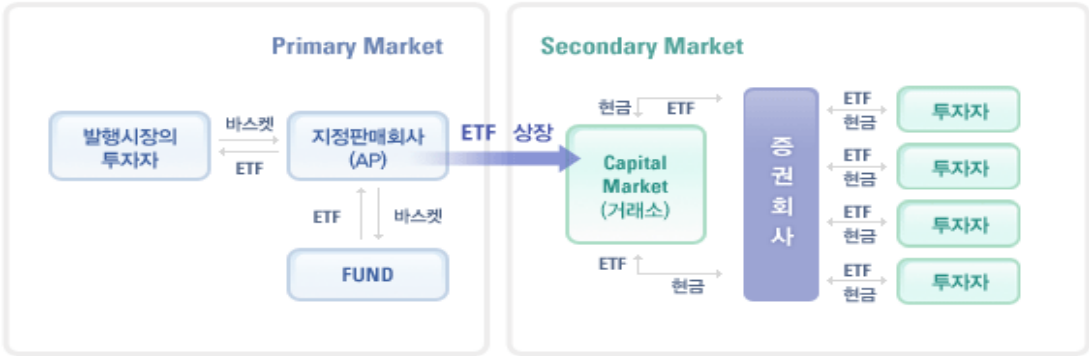 Primary Market
발행시장의
투자자
바스켓
ETF
지정판매회사
(AP)
ETF
바스켓
FUND
ETF 상장
Secondary Market
현금
ETF
Capital
Market
(거래소)
ETF
현금
증
권
회
사
ETF
현금
투자자
ETF
현금
투자자
ETF
현금
투자자
ETF
현금
투자자